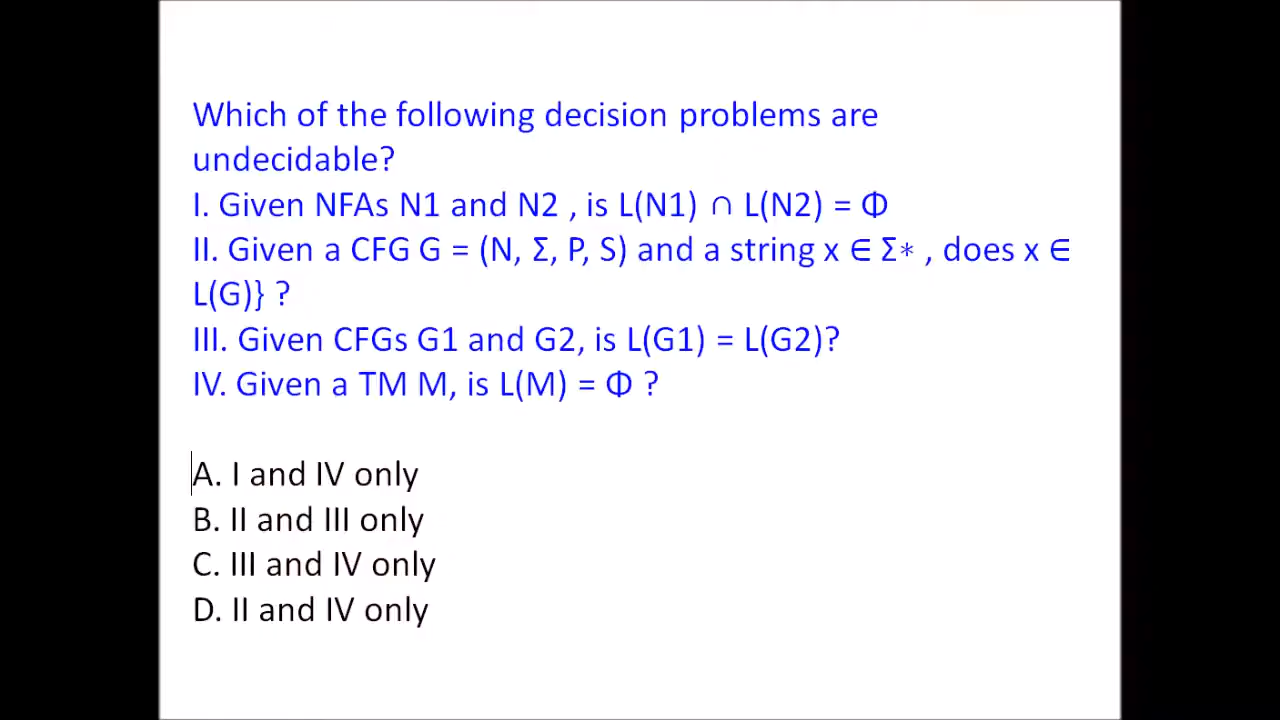 Which of the following decision problems are
undecidable?
I. Given NFAs N1 and N2 , is L(N1) ∩ L(N2) = Φ
II. Given a CFG G = (N, Σ, P, S) and a string x ∈ Σ∗ , does x ∈
L(G)} ?
III. Given CFGs G1 and G2, is L(G1) = L(G2)?
IV. Given a TM M, is L(M) = Φ ?
A. I and IV only
B. II and III only
C. III and IV only
D. II and IV only